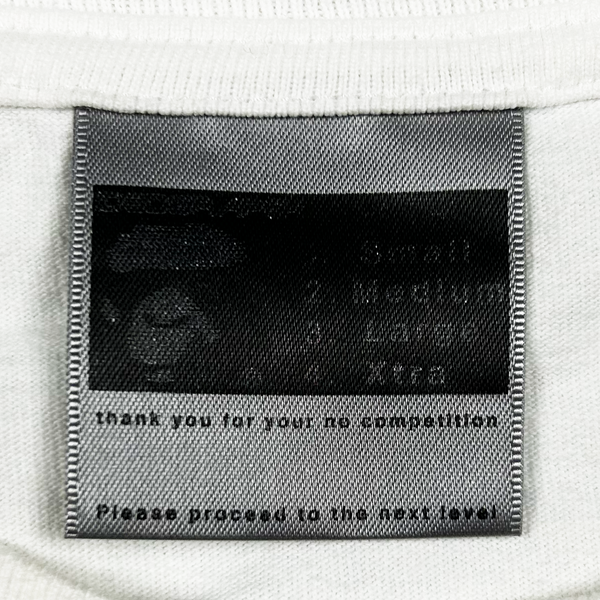 1. Small
2. Medium
3. Large
4. Xtra
thank you for your no competition
Please proceed to the next level